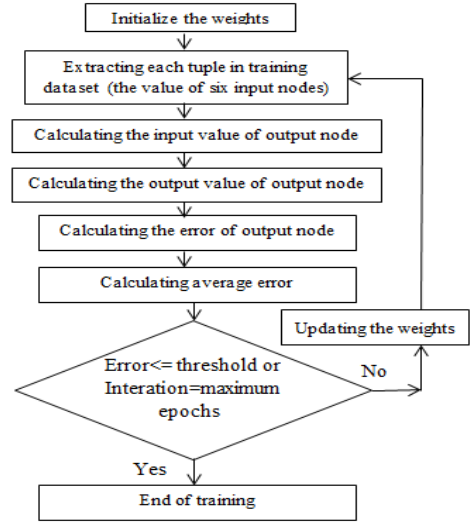 Initialize the weights
Extracting each tuple in training
dataset (the value of six input nodes)
Calculating the input value of output node
Calculating the output value of output node
Calculating the error of output node
Calculating average error
Updating the weights
Error<= threshold or
Interation=maximum
epochs
No
Yes
End of training